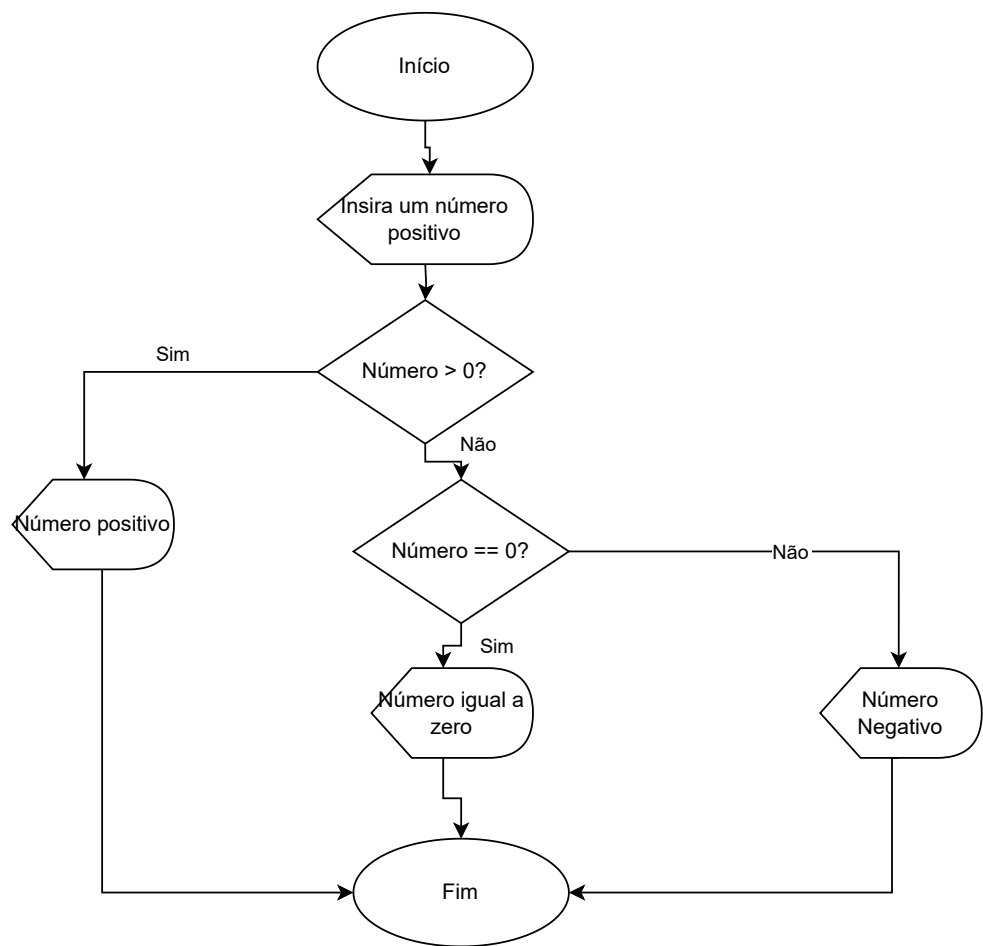 Início
Insira um número
positivo
Número > 0?
Sim
Não
Número positivo
Número == 0?
Não
Sim
Número igual a
zero
Número
Negativo
Fim